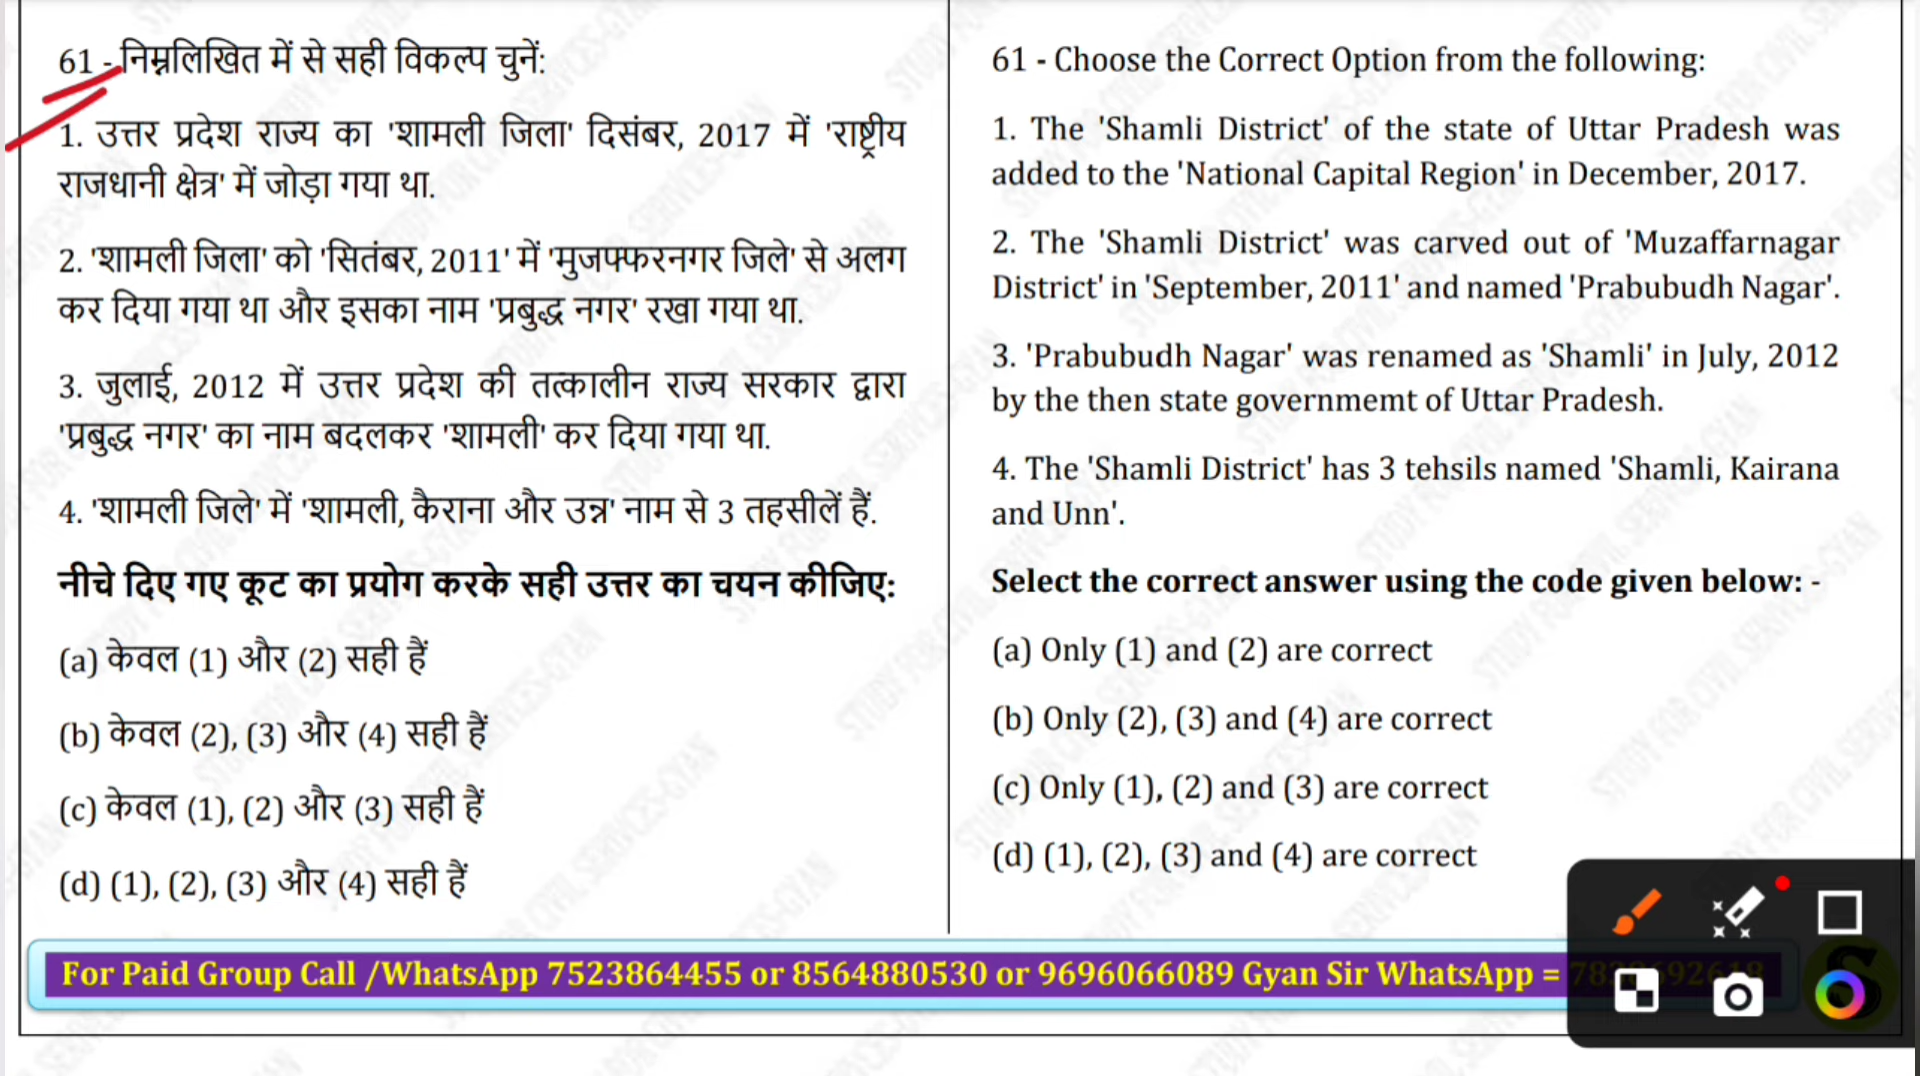 61 - निम्नलिखित में से सही विकल्प चुनें:
1. उत्तर प्रदेश राज्य का 'शामली जिला' दिसंबर, 2017 में 'राष्ट्रीय
राजधानी क्षेत्र' में जोड़ा गया था.
2. 'शामली जिला' को 'सितंबर, 2011' में 'मुजफ्फरनगर जिले' से अलग
कर दिया गया था और इसका नाम 'प्रबुद्ध नगर' रखा गया था.
3. जुलाई, 2012 में उत्तर प्रदेश की तत्कालीन राज्य सरकार द्वारा
'प्रबुद्ध नगर' का नाम बदलकर 'शामली' कर दिया गया था.
4. 'शामली जिले' में 'शामली, कैराना और उन्न' नाम से 3 तहसीलें हैं.
नीचे दिए गए कूट का प्रयोग करके सही उत्तर का चयन कीजिए:
(a) केवल (1) और (2) सही हैं
(b) केवल (2), (3) और (4) सही हैं
(c) केवल (1), (2) और (3) सही हैं
(d) (1), (2), (3) और (4) सही हैं
61 - Choose the Correct Option from the following:
1. The 'Shamli District' of the state of Uttar Pradesh was
added to the 'National Capital Region' in December, 2017.
2. The 'Shamli District' was carved out of 'Muzaffarnagar
District' in 'September, 2011' and named 'Prabubudh Nagar'.
3. 'Prabubudh Nagar' was renamed as 'Shamli' in July, 2012
by the then state governmemt of Uttar Pradesh.
4. The 'Shamli District' has 3 tehsils named 'Shamli, Kairana
and Unn'.
Select the correct answer using the code given below: -
(a) Only (1) and (2) are correct
(b) Only (2), (3) and (4) are correct
(c) Only (1), (2) and (3) are correct
(d) (1), (2), (3) and (4) are correct
For Paid Group Call /WhatsApp 7523864455 or 8564880530 or 9696066089 Gyan Sir WhatsApp =